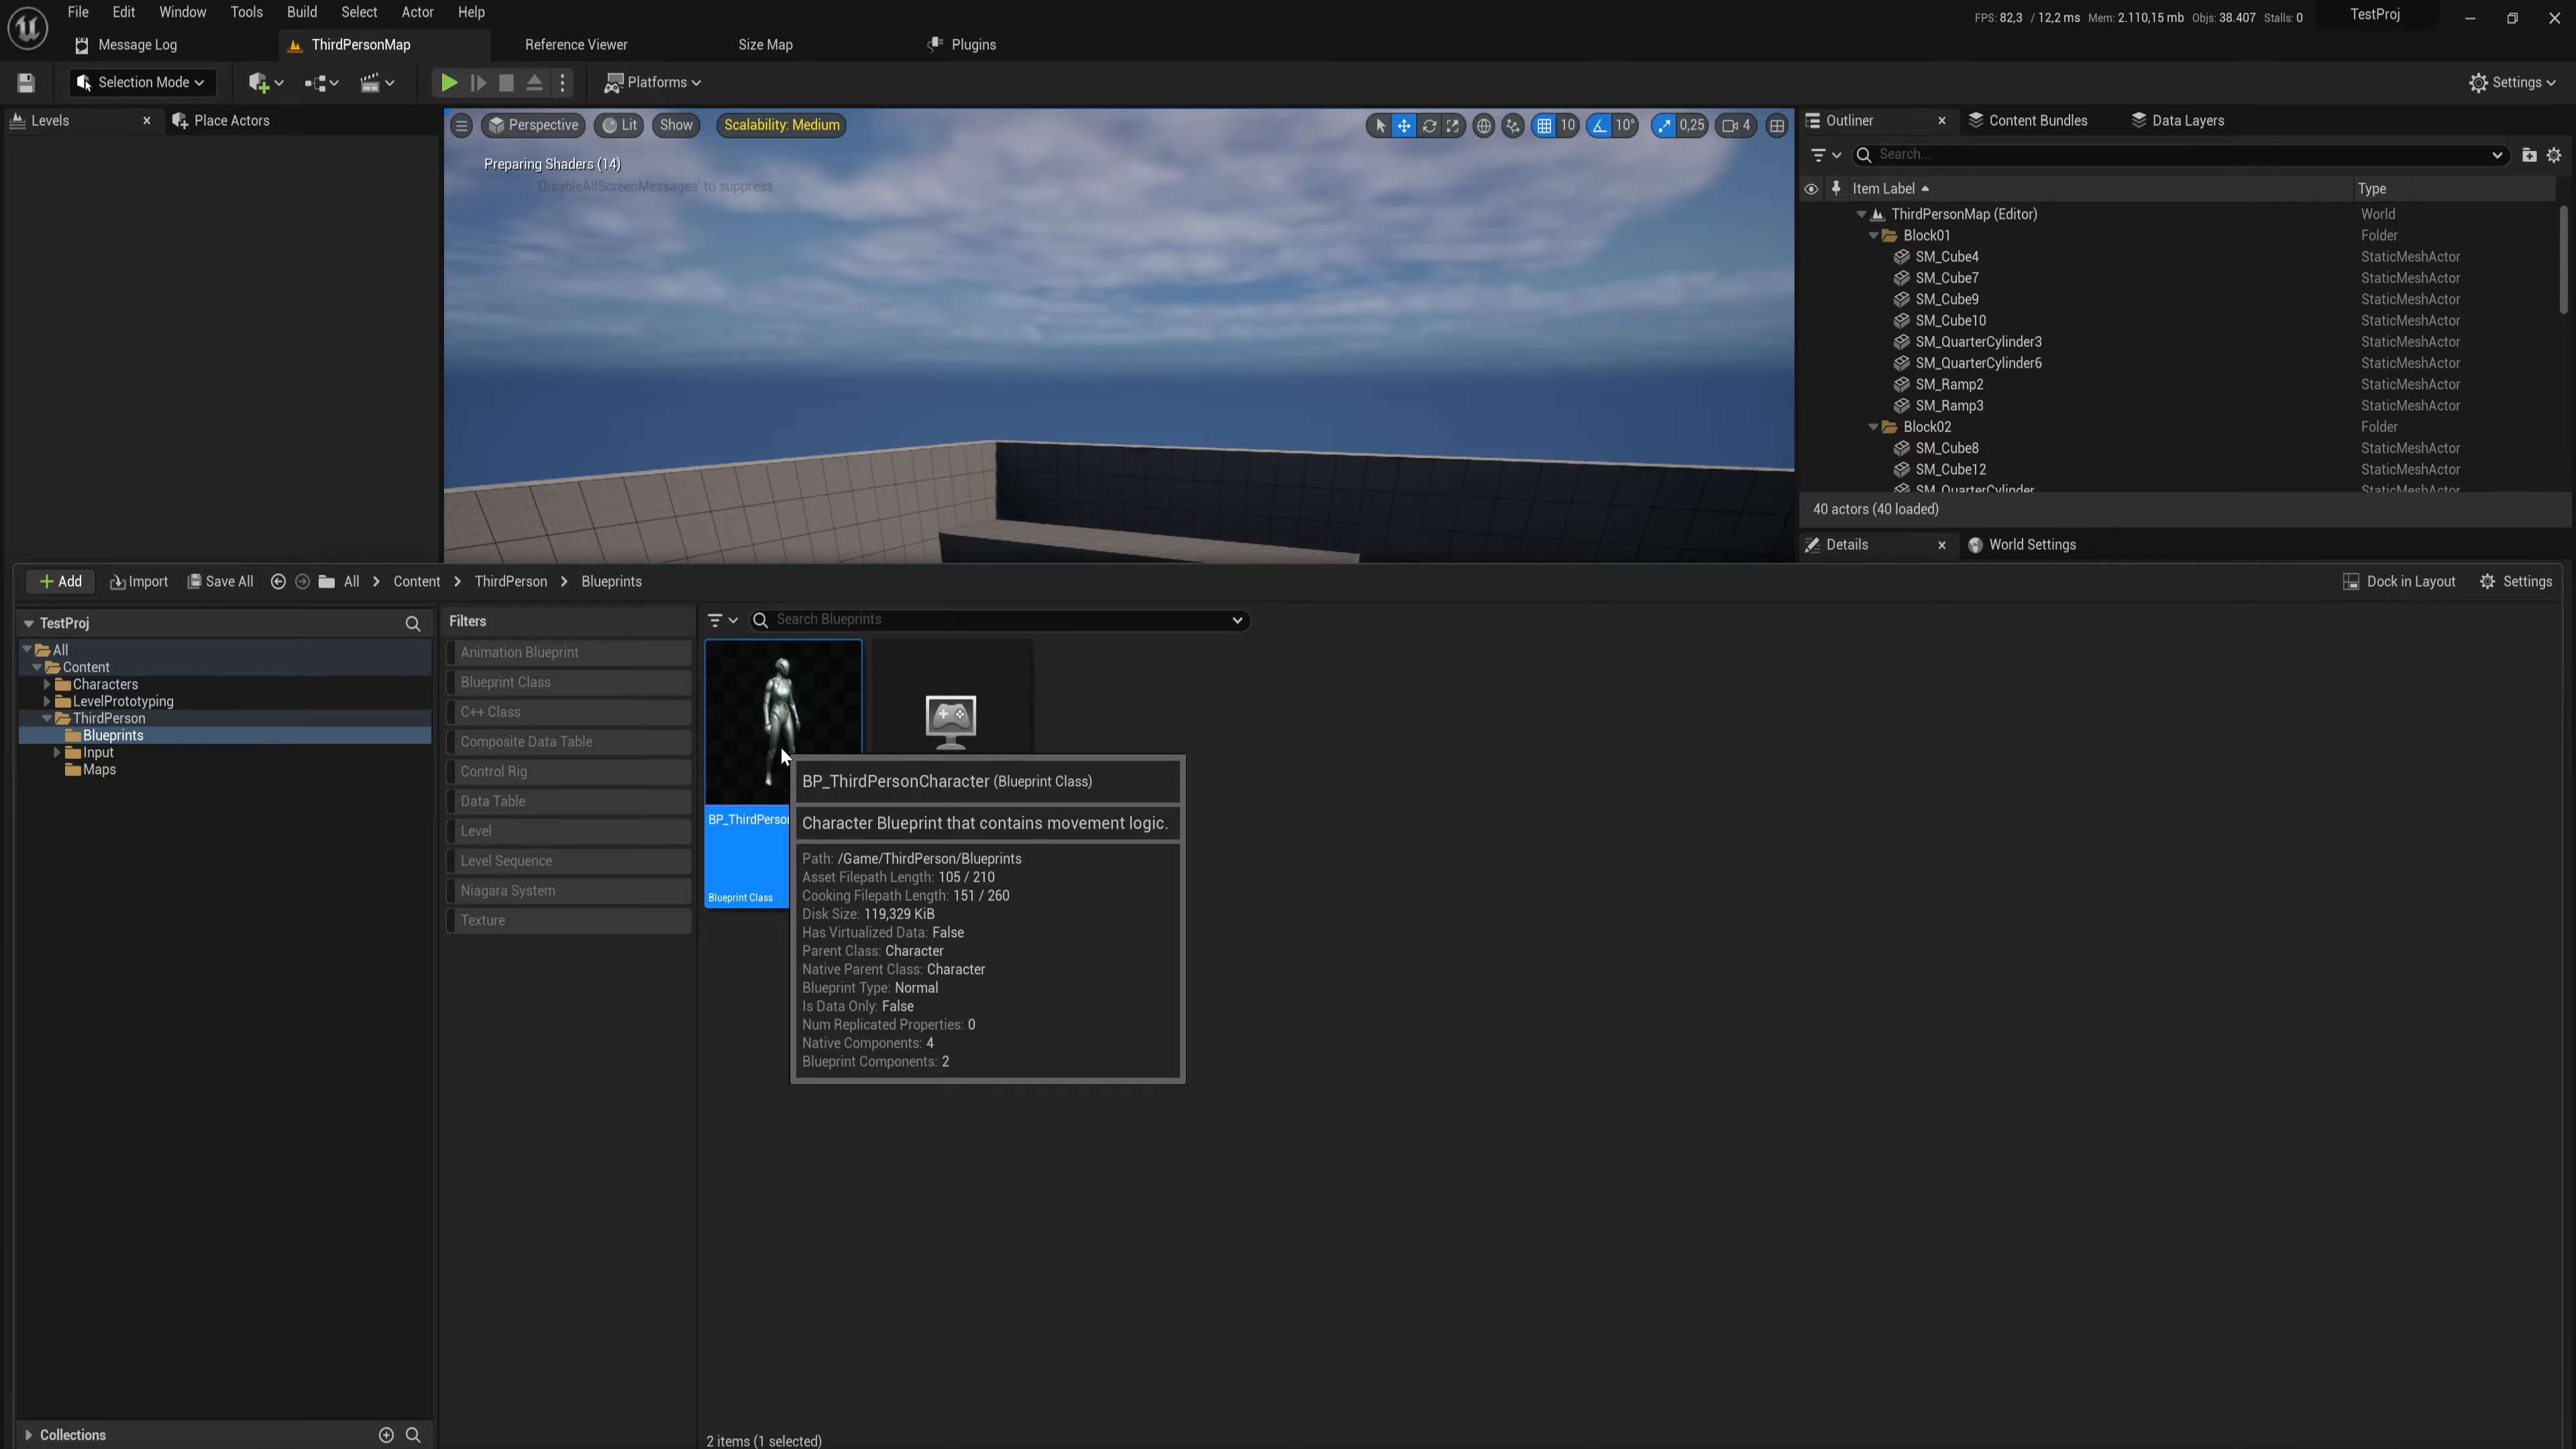 File Edit Window Tools Build Select Actor Help
FPS: 82,3 / 12,2 ms Mem: 2.110,15 mb Objs: 38.407 Stalls: 0
TestProj
Message Log
ThirdPersonMap
Reference Viewer
Size Map
Plugins
Selection Mode
Platforms
Settings
Levels
Place Actors
Perspective
Lit
Show
Scalability: Medium
10
10°
0,25
4
Preparing Shaders (14)
'DisableAllScreenMessages' to suppress
Outliner
Content Bundles
Data Layers
Search...
Item Label Type
ThirdPersonMap (Editor) World
Block01 Folder
SM_Cube4 StaticMeshActor
SM_Cube7 StaticMeshActor
SM_Cube9 StaticMeshActor
SM_Cube10 StaticMeshActor
SM_QuarterCylinder3 StaticMeshActor
SM_QuarterCylinder6 StaticMeshActor
SM_Ramp2 StaticMeshActor
SM_Ramp3 StaticMeshActor
Block02 Folder
SM_Cube8 StaticMeshActor
SM_Cube12 StaticMeshActor
SM_QuarterCylinder StaticMeshActor
40 actors (40 loaded)
Details
World Settings
Add
Import
Save All
All > Content > ThirdPerson > Blueprints
Dock in Layout
Settings
TestProj
All
Content
Characters
LevelPrototyping
ThirdPerson
Blueprints
Input
Maps
Collections
Filters
Animation Blueprint
Blueprint Class
C++ Class
Composite Data Table
Control Rig
Data Table
Level
Level Sequence
Niagara System
Texture
Search Blueprints
BP_ThirdPerson
Blueprint Class
BP_ThirdPersonCharacter (Blueprint Class)
Character Blueprint that contains movement logic.
Path: /Game/ThirdPerson/Blueprints
Asset Filepath Length: 105 / 210
Cooking Filepath Length: 151 / 260
Disk Size: 119,329 KiB
Has Virtualized Data: False
Parent Class: Character
Native Parent Class: Character
Blueprint Type: Normal
Is Data Only: False
Num Replicated Properties: 0
Native Components: 4
Blueprint Components: 2
2 items (1 selected)